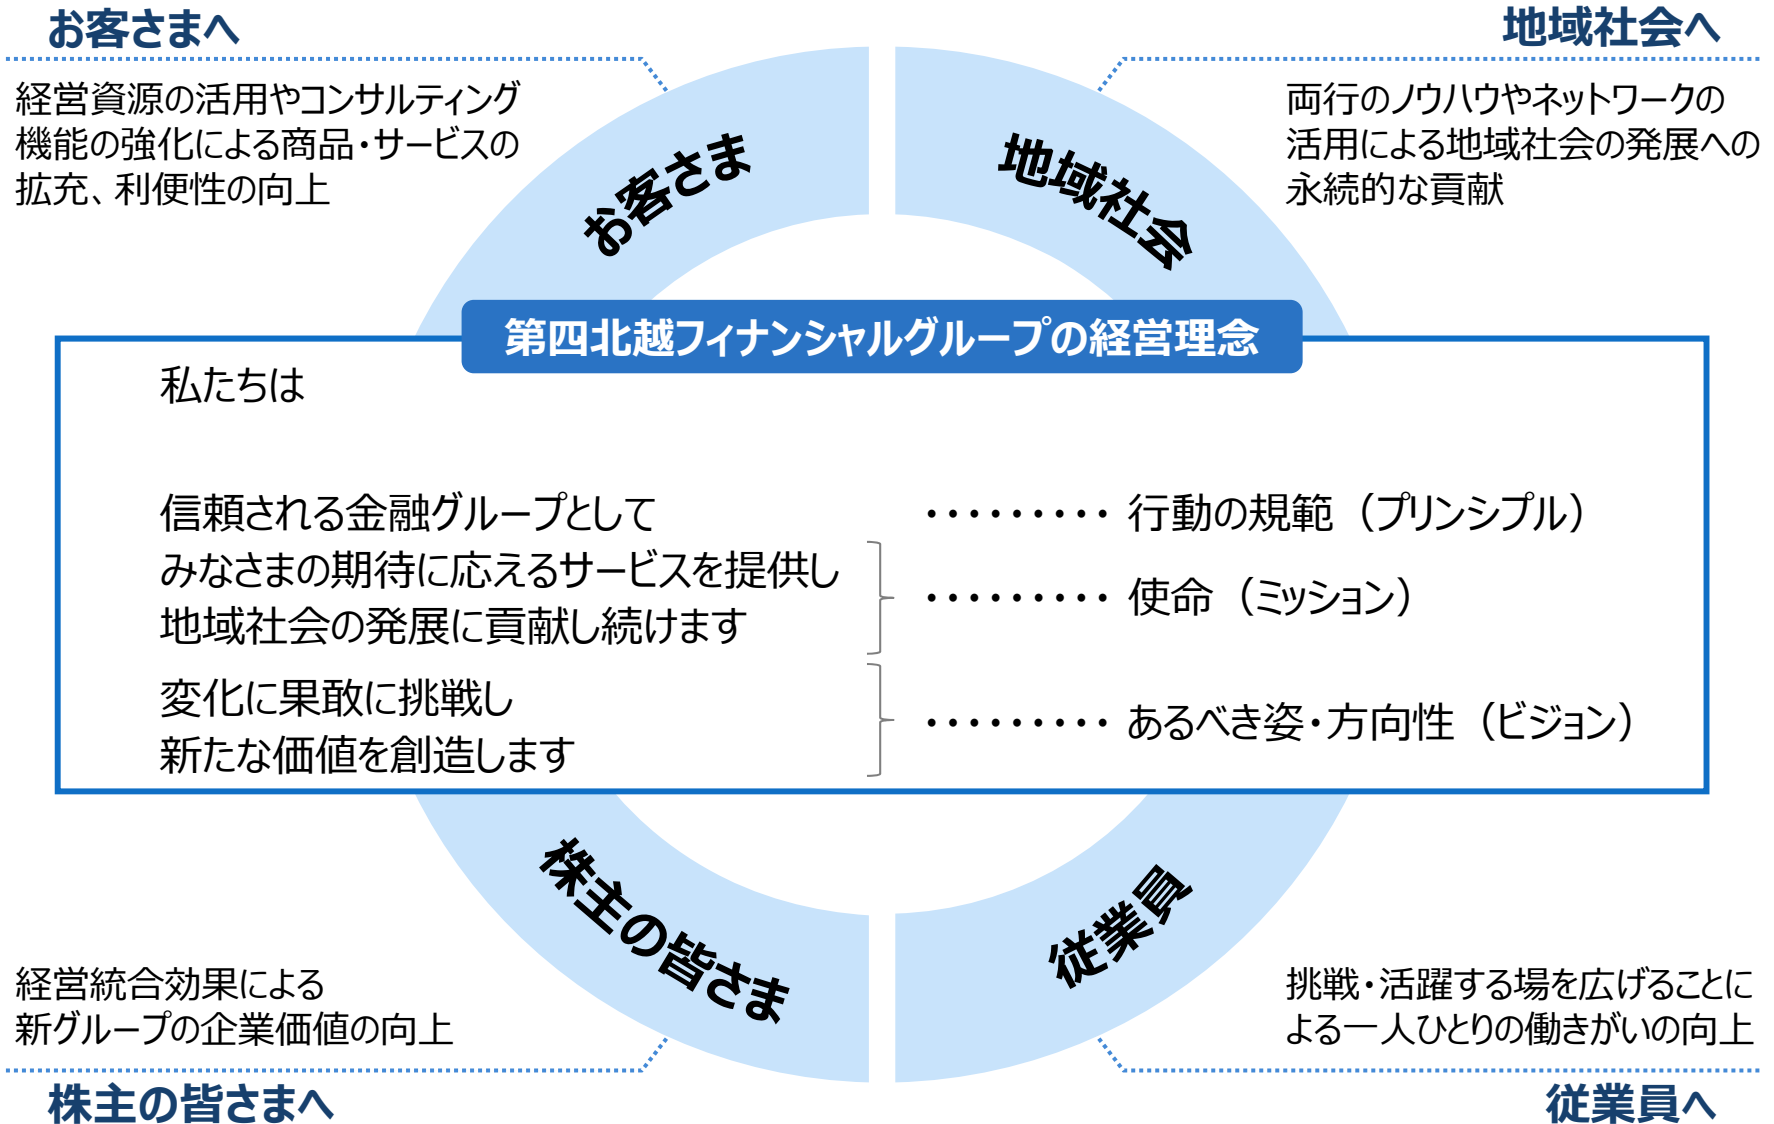 お客さまへ
経営資源の活用やコンサルティング
機能の強化による商品・サービスの
拡充、利便性の向上
地域社会へ
両行のノウハウやネットワークの
活用による地域社会の発展への
永続的な貢献
お客さま
地域社会
第四北越フィナンシャルグループの経営理念
私たちは
信頼される金融グループとして ・・・・・・・・・ 行動の規範（プリンシプル）
みなさまの期待に応えるサービスを提供し
地域社会の発展に貢献し続けます
・・・・・・・・・ 使命（ミッション）
変化に果敢に挑戦し
新たな価値を創造します
・・・・・・・・・ あるべき姿・方向性（ビジョン）
株主の皆さま
従業員
経営統合効果による
新グループの企業価値の向上
株主の皆さまへ
挑戦・活躍する場を広げることに
よる一人ひとりの働きがいの向上
従業員へ